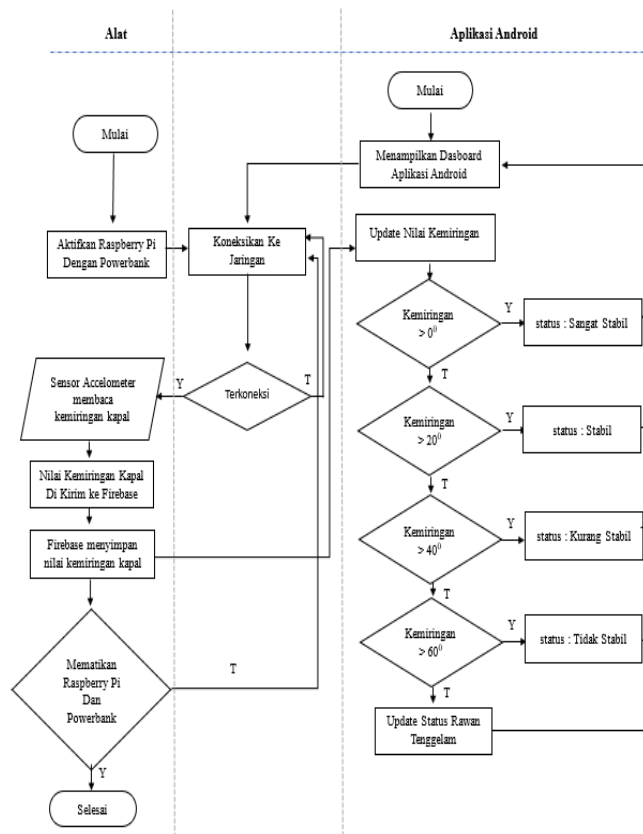 Alat
Aplikasi Android
Mulai
Aktifkan Raspberry Pi
Dengan Powerbank
Koneksikan Ke
Jaringan
Terkoneksi
Y
T
Sensor Accelometer
membaca
kemiringan kapal
Nilai Kemiringan Kapal
Di Kirim ke Firebase
Firebase menyimpan
nilai kemiringan kapal
Mematikan
Raspberry Pi
Dan
Powerbank
T
Y
Selesai
Mulai
Menampilkan Dasboard
Aplikasi Android
Update Nilai Kemiringan
Kemiringan
> 0⁰
Y
status : Sangat Stabil
T
Kemiringan
> 20⁰
Y
status : Stabil
T
Kemiringan
> 40⁰
Y
status : Kurang Stabil
T
Kemiringan
> 60⁰
Y
status : Tidak Stabil
T
Update Status Rawan
Tenggelam